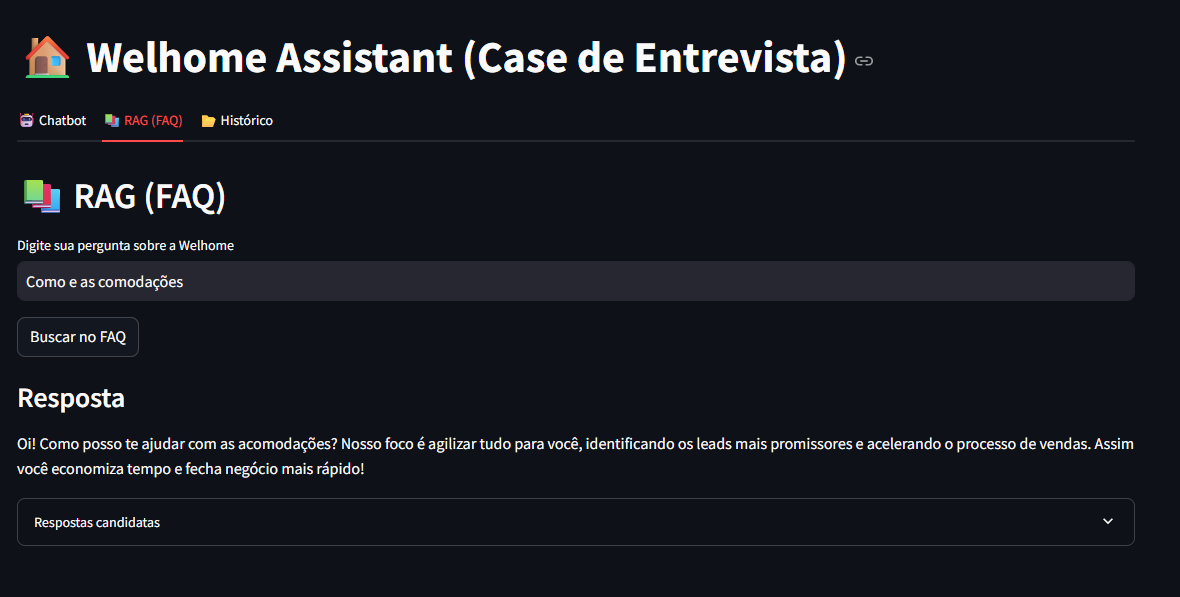 Welhome Assistant (Case de Entrevista)
Chatbot
RAG (FAQ)
Histórico
RAG (FAQ)
Digite sua pergunta sobre a Welhome
Como e as comodações
Buscar no FAQ
Resposta
Oi! Como posso te ajudar com as acomodações? Nosso foco é agilizar tudo para você, identificando os leads mais promissores e acelerando o processo de vendas. Assim
você economiza tempo e fecha negócio mais rápido!
Respostas candidatas